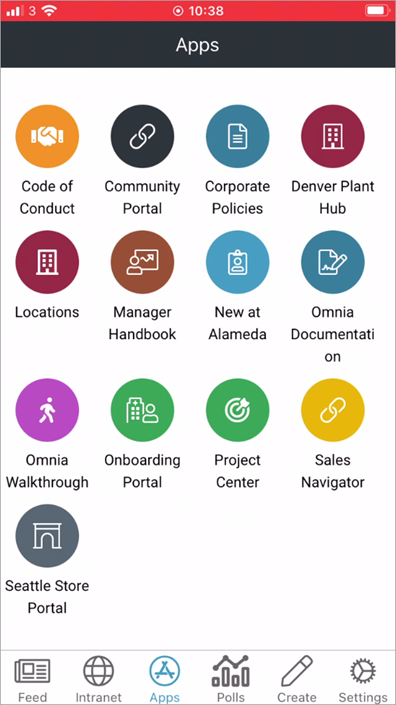 3 10:38
Apps
Code of Community Corporate Denver Plant
Conduct Portal Policies Hub
Locations Manager New at Omnia
Handbook Alameda Documentati
on
Omnia Onboarding Project Sales
Walkthrough Portal Center Navigator
Seattle Store
Portal
Feed Intranet Apps Polls Create Settings